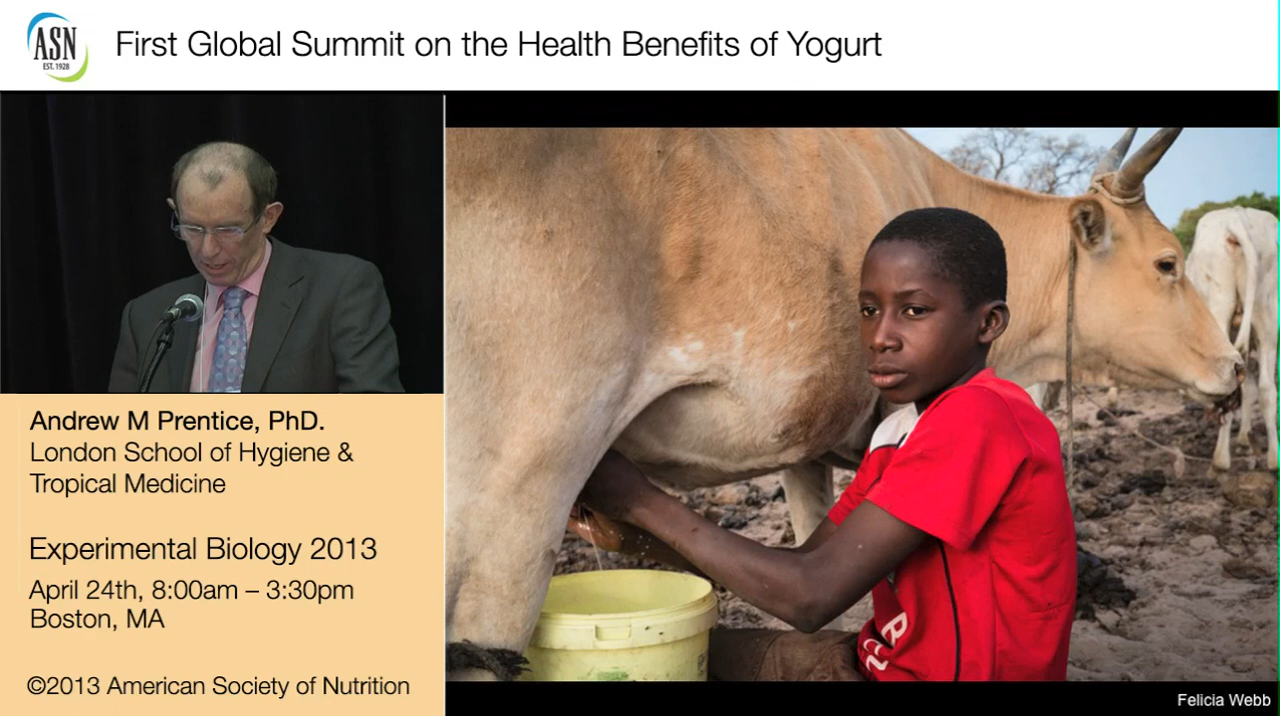 ASN
EST. 1928
First Global Summit on the Health Benefits of Yogurt
Andrew M Prentice, PhD.
London School of Hygiene &
Tropical Medicine
Experimental Biology 2013
April 24th, 8:00am – 3:30pm
Boston, MA
©2013 American Society of Nutrition
Felicia Webb